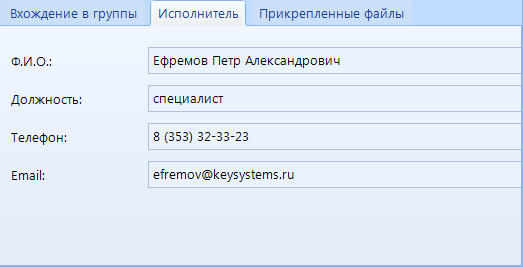 Вхождение в группы Исполнитель Прикрепленные файлы
Ф.И.О.: Ефремов Петр Александрович
Должность: специалист
Телефон: 8 (353) 32-33-23
Email: efremov@keysystems.ru